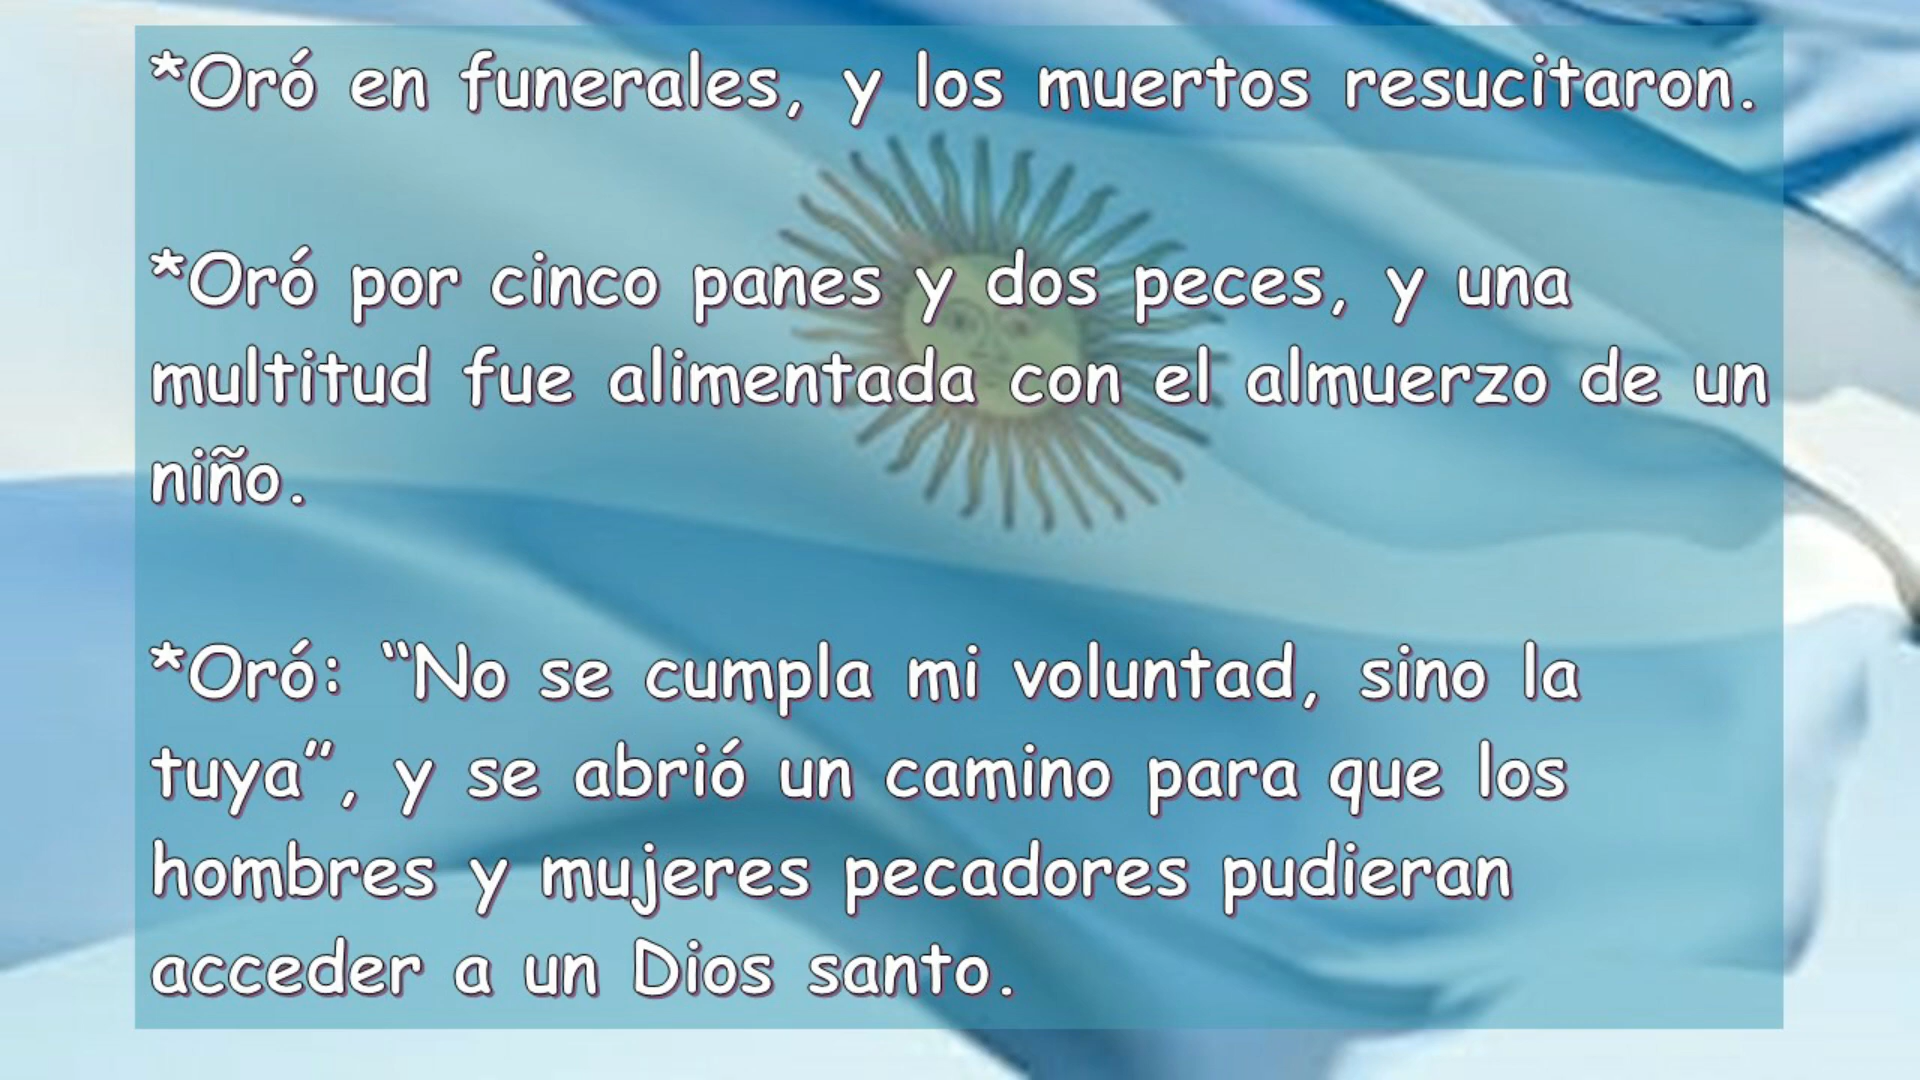 *Oró en funerales, y los muertos resucitaron.
*Oró por cinco panes y dos peces, y una
multitud fue alimentada con el almuerzo de un
niño.
*Oró: “No se cumpla mi voluntad, sino la
tuya”, y se abrió un camino para que los
hombres y mujeres pecadores pudieran
acceder a un Dios santo.